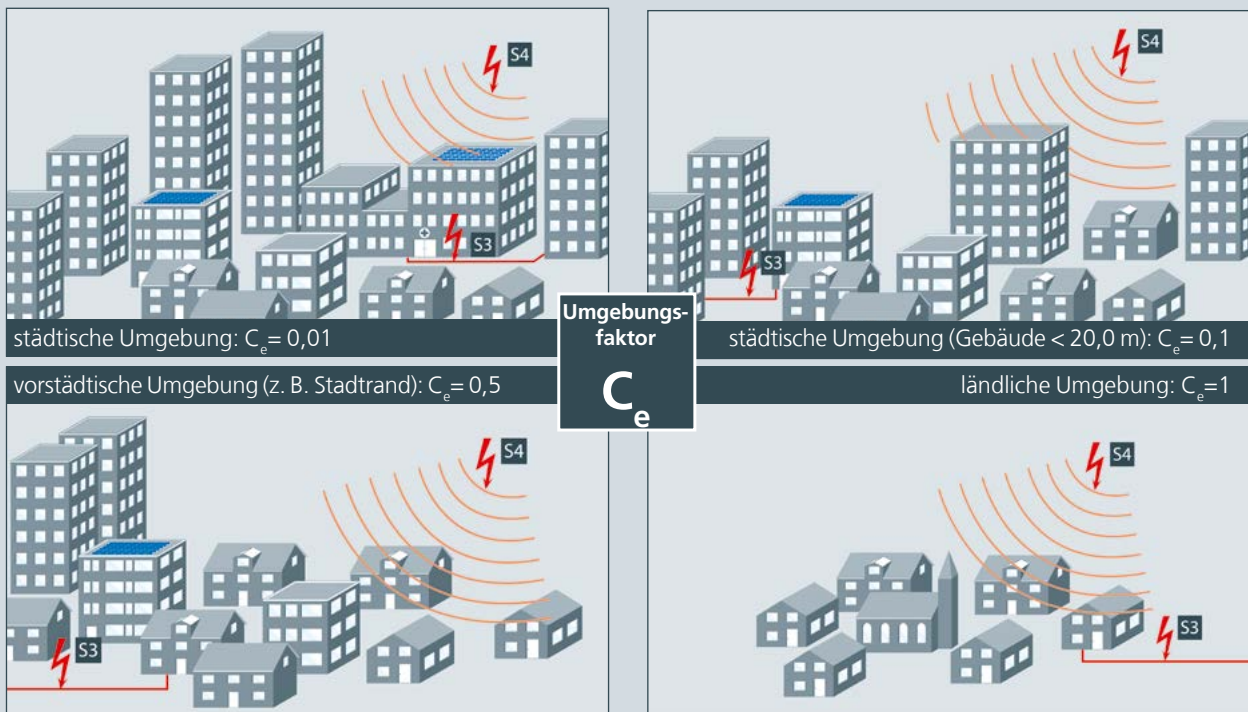 S4
S3
städtische Umgebung: Cₑ= 0,01
S4
S3
städtische Umgebung (Gebäude < 20,0 m): Cₑ= 0,1
Umgebungs-
faktor
Cₑ
vorstädtische Umgebung (z. B. Stadtrand): Cₑ= 0,5
S4
S3
ländliche Umgebung: Cₑ=1
S4
S3